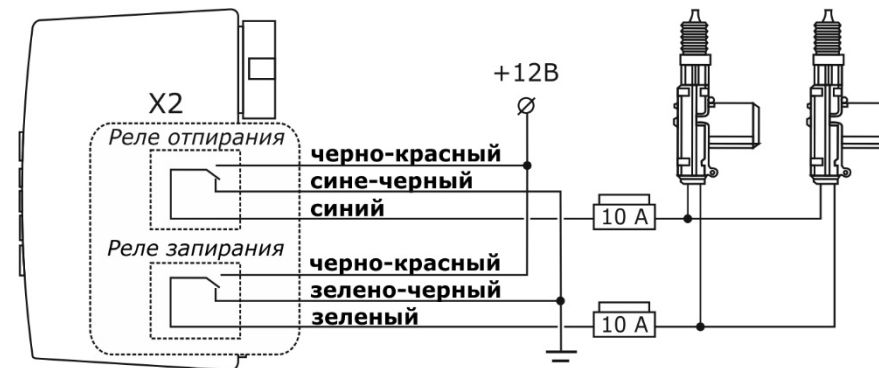 +12В
X2
Реле отпирания
черно-красный
сине-черный
синий
10 А
Реле запирания
черно-красный
зелено-черный
зеленый
10 А